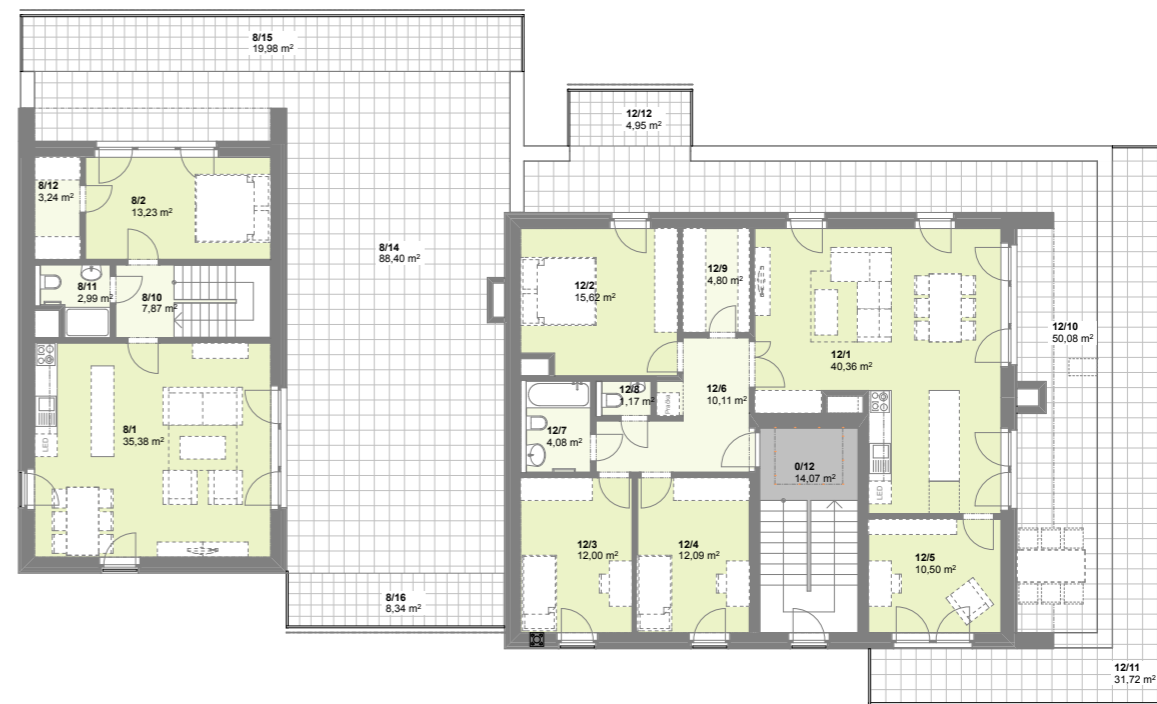 8/15
19,98 m²
12/12
4,95 m²
8/12
3,24 m²
8/2
13,23 m²
8/14
88,40 m²
8/11
2,99 m²
8/10
7,87 m²
12/2
15,62 m²
12/9
4,80 m²
12/1
40,36 m²
12/10
50,08 m²
12/8
1,17 m²
Pračka
12/6
10,11 m²
12/7
4,08 m²
8/1
35,38 m²
LED
0/12
14,07 m²
LED
12/3
12,00 m²
12/4
12,09 m²
12/5
10,50 m²
8/16
8,34 m²
12/11
31,72 m²